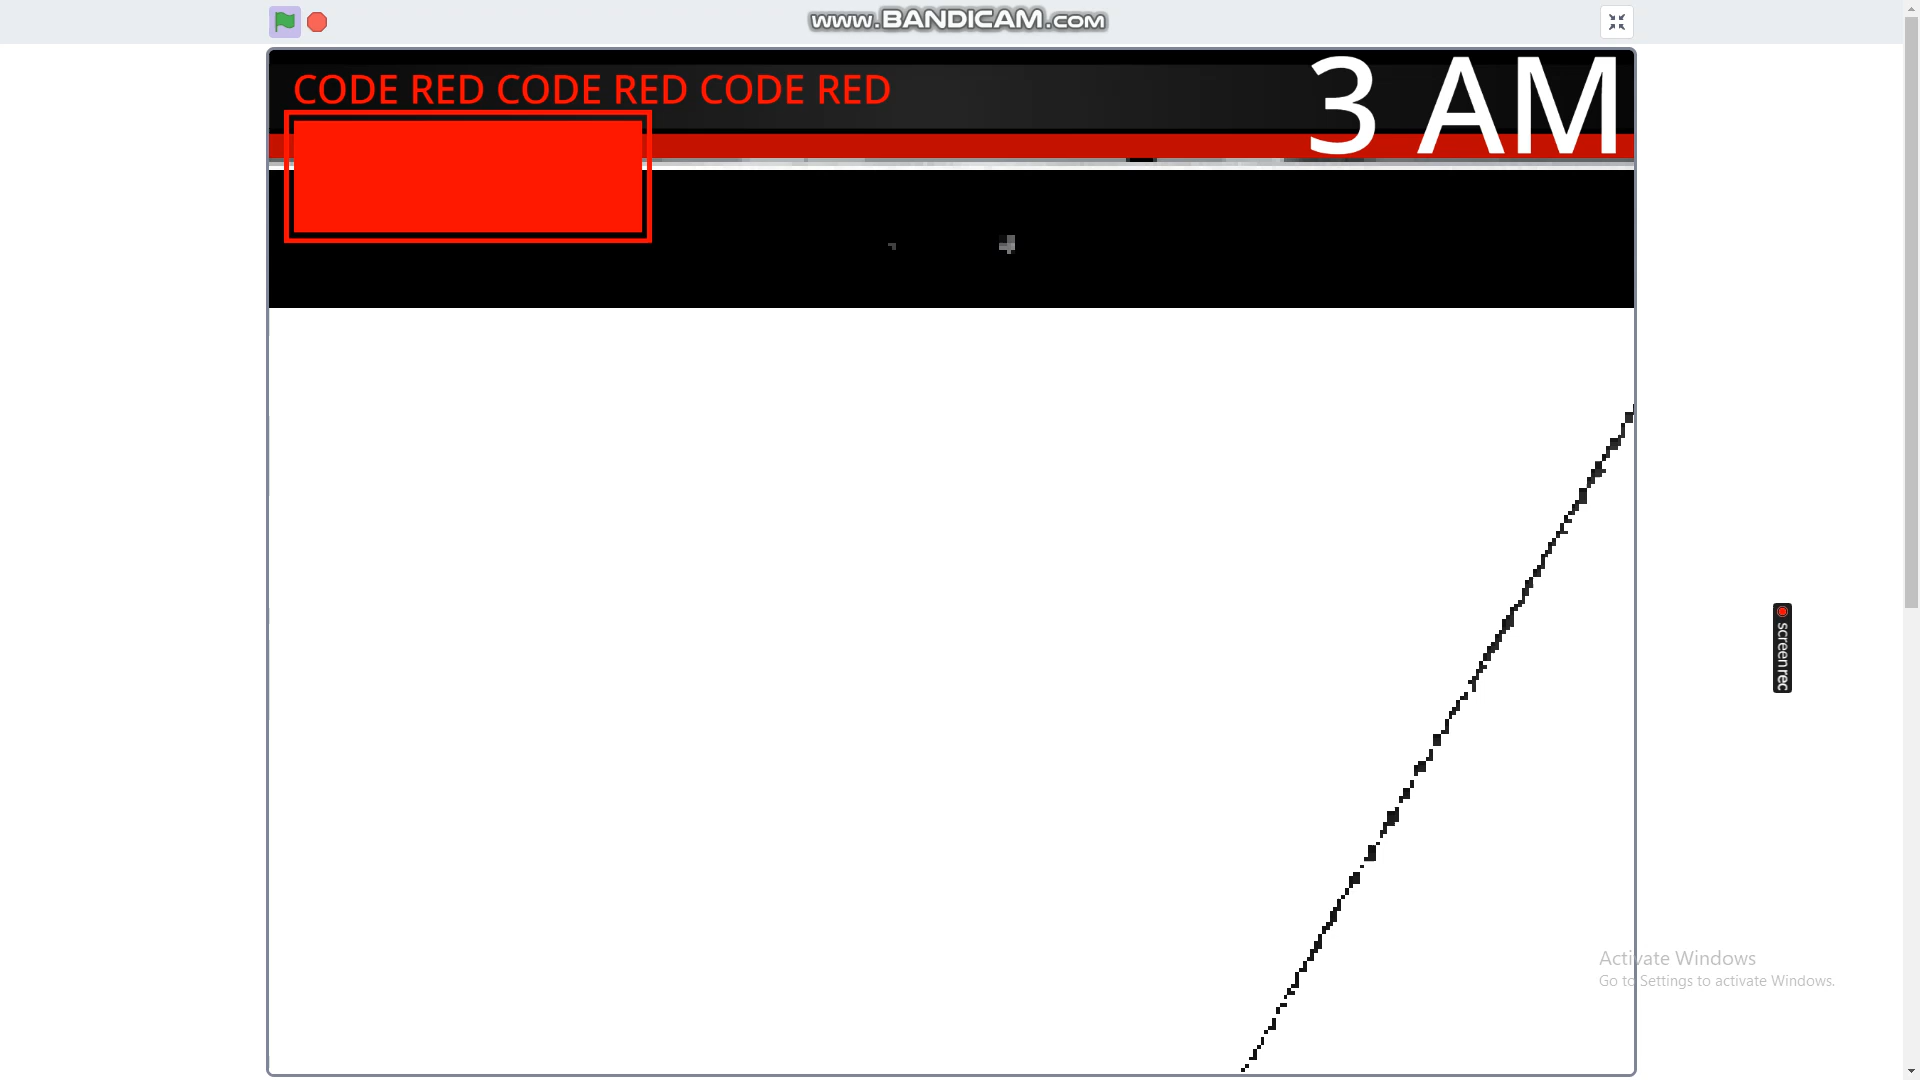 www.BANDICAM.com
CODE RED CODE RED CODE RED
3 AM
screenrec
Activate Windows
Go to Settings to activate Windows.